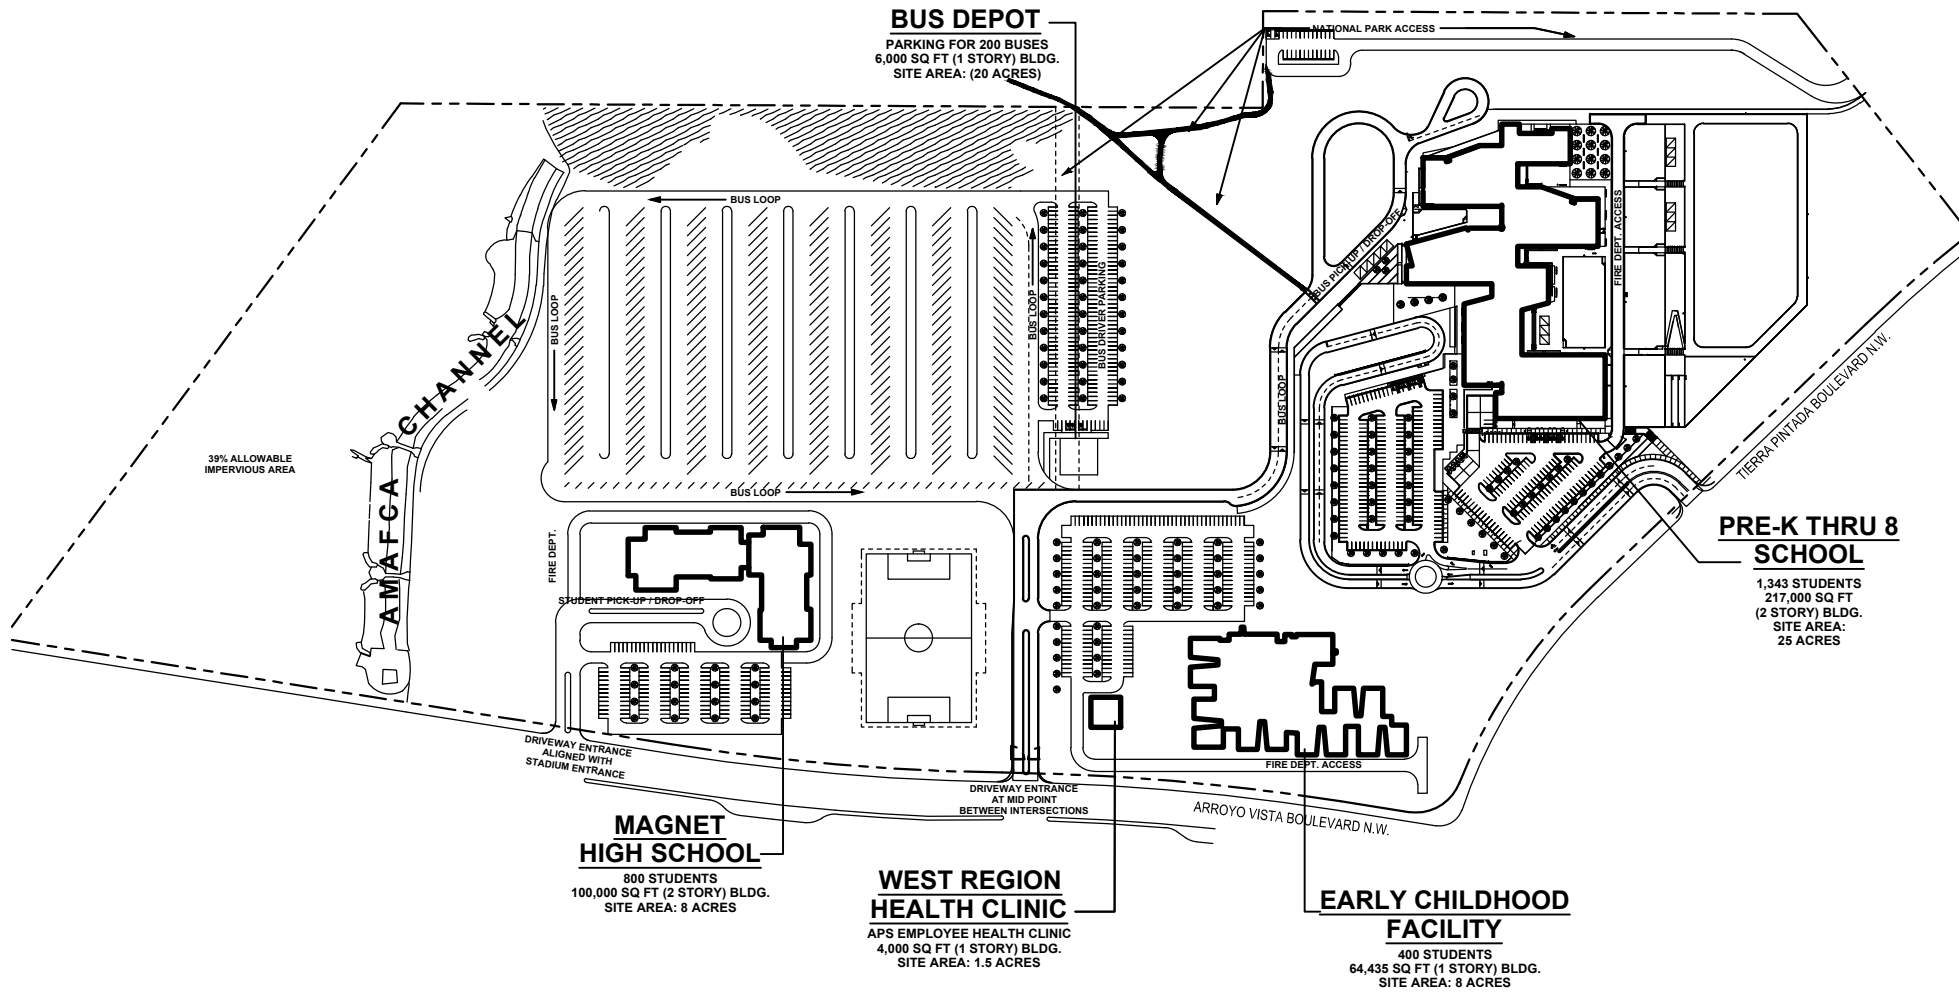 BUS DEPOT
PARKING FOR 200 BUSES
6,000 SQ FT (1 STORY) BLDG.
SITE AREA: (20 ACRES)
NATIONAL PARK ACCESS
BUS LOOP
BUS LOOP
BUS LOOP
BUS DRIVER PARKING
BUS LOOP
BUS PICK-UP / DROP-OFF
FIRE DEPT. ACCESS
BUS LOOP
TIERRA PINTADA BOULEVARD N.W.
AMAFCA CHANNEL
39% ALLOWABLE
IMPERVIOUS AREA
FIRE DEPT.
STUDENT PICK-UP / DROP-OFF
PRE-K THRU 8
SCHOOL
1,343 STUDENTS
217,000 SQ FT
(2 STORY) BLDG.
SITE AREA:
25 ACRES
DRIVEWAY ENTRANCE
ALIGNED WITH
STADIUM ENTRANCE
FIRE DEPT. ACCESS
DRIVEWAY ENTRANCE
AT MID POINT
BETWEEN INTERSECTIONS
ARROYO VISTA BOULEVARD N.W.
MAGNET
HIGH SCHOOL
800 STUDENTS
100,000 SQ FT (2 STORY) BLDG.
SITE AREA: 8 ACRES
WEST REGION
HEALTH CLINIC
APS EMPLOYEE HEALTH CLINIC
4,000 SQ FT (1 STORY) BLDG.
SITE AREA: 1.5 ACRES
EARLY CHILDHOOD
FACILITY
400 STUDENTS
64,435 SQ FT (1 STORY) BLDG.
SITE AREA: 8 ACRES